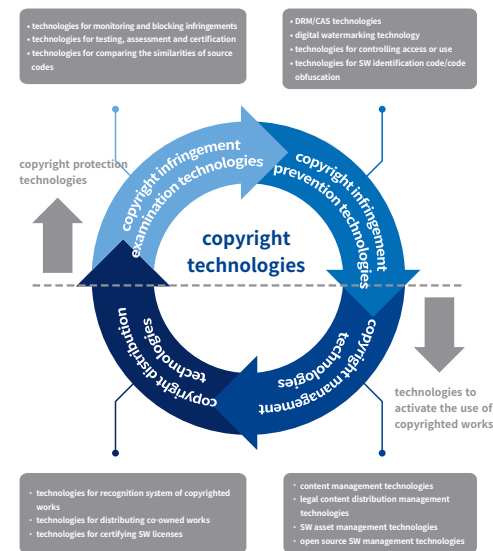 • technologies for monitoring and blocking infringements
• technologies for testing, assessment and certification
• technologies for comparing the similarities of source
codes
• DRM/CAS technologies
• digital watermarking technology
• technologies for controlling access or use
• technologies for SW identification code/code
obfuscation
copyright protection
technologies
copyright infringement
examination technologies
copyright infringement
prevention technologies
copyright
technologies
copyright distribution
technologies
copyright management
technologies
technologies to
activate the use of
copyrighted works
· technologies for recognition system of copyrighted
works
· technologies for distributing co-owned works
· technologies for certifying SW licenses
· content management technologies
· legal content distribution management
technologies
· SW asset management technologies
· open source SW management technologies